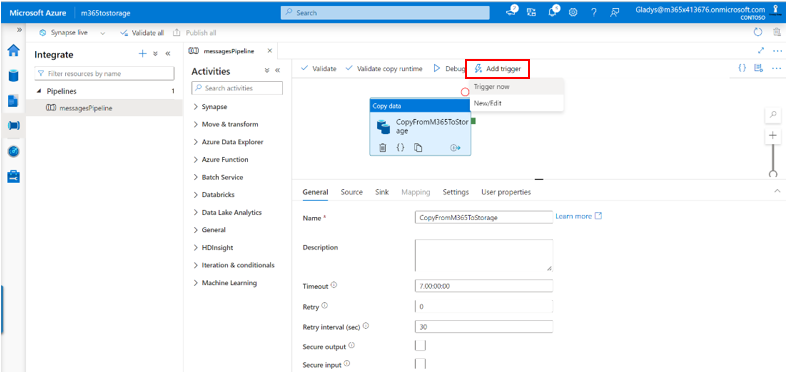 Microsoft Azure m365tostorage Search Gladys@m365x413676.onmicrosoft.com
CONTOSO
Synapse live Validate all Publish all
Integrate
Filter resources by name
Pipelines 1
messagesPipeline
messagesPipeline
Activities
Search activities
Synapse
Move & transform
Azure Data Explorer
Azure Function
Batch Service
Databricks
Data Lake Analytics
General
HDInsight
Iteration & conditionals
Machine Learning
Validate Validate copy runtime Debug Add trigger
Trigger now
New/Edit
Copy data
CopyFromM365ToStor
age
General Source Sink Mapping Settings User properties
Name * CopyFromM365ToStorage Learn more
Description
Timeout 7.00:00:00
Retry 0
Retry interval (sec) 30
Secure output
Secure input